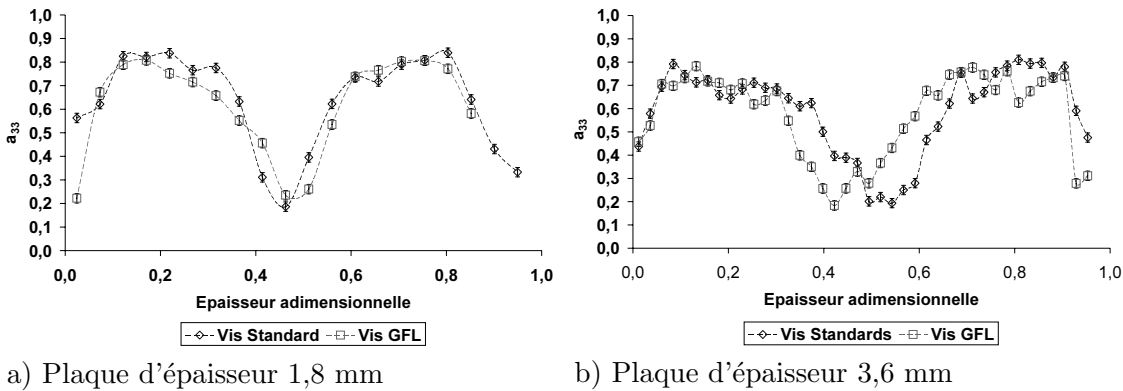 1,0
0,9
0,8
0,7
0,6
0,5
0,4
0,3
0,2
0,1
0,0
a33
0,0 0,2 0,4 0,6 0,8 1,0
Epaisseur adimensionnelle
Vis Standard Vis GFL
a) Plaque d'épaisseur 1,8 mm
1,0
0,9
0,8
0,7
0,6
0,5
0,4
0,3
0,2
0,1
0,0
a33
0,0 0,2 0,4 0,6 0,8 1,0
Epaisseur adimensionnelle
Vis Standards Vis GFL
b) Plaque d'épaisseur 3,6 mm